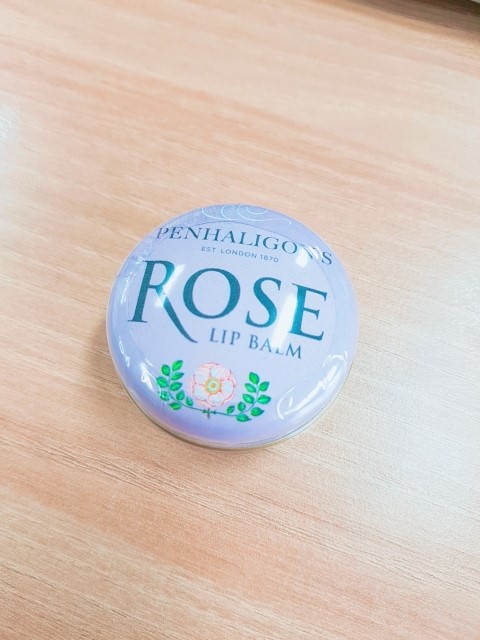 PENHALIGON'S
EST. LONDON 1870
ROSE
LIP BALM